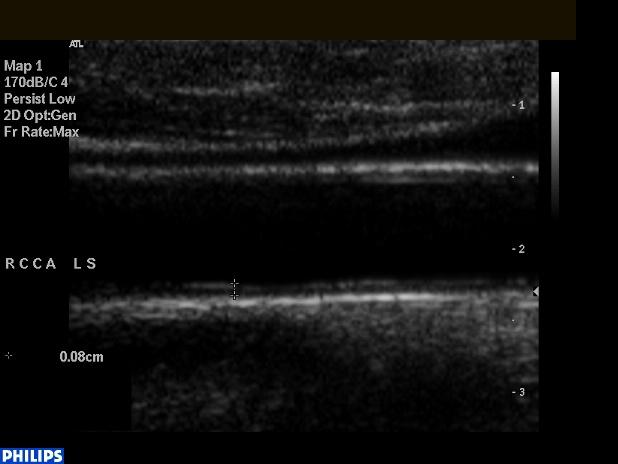 ATL
Map 1
170dB/C 4
Persist Low
2D Opt:Gen
Fr Rate:Max
1
2
RCCA LS
0.08cm
3
PHILIPS